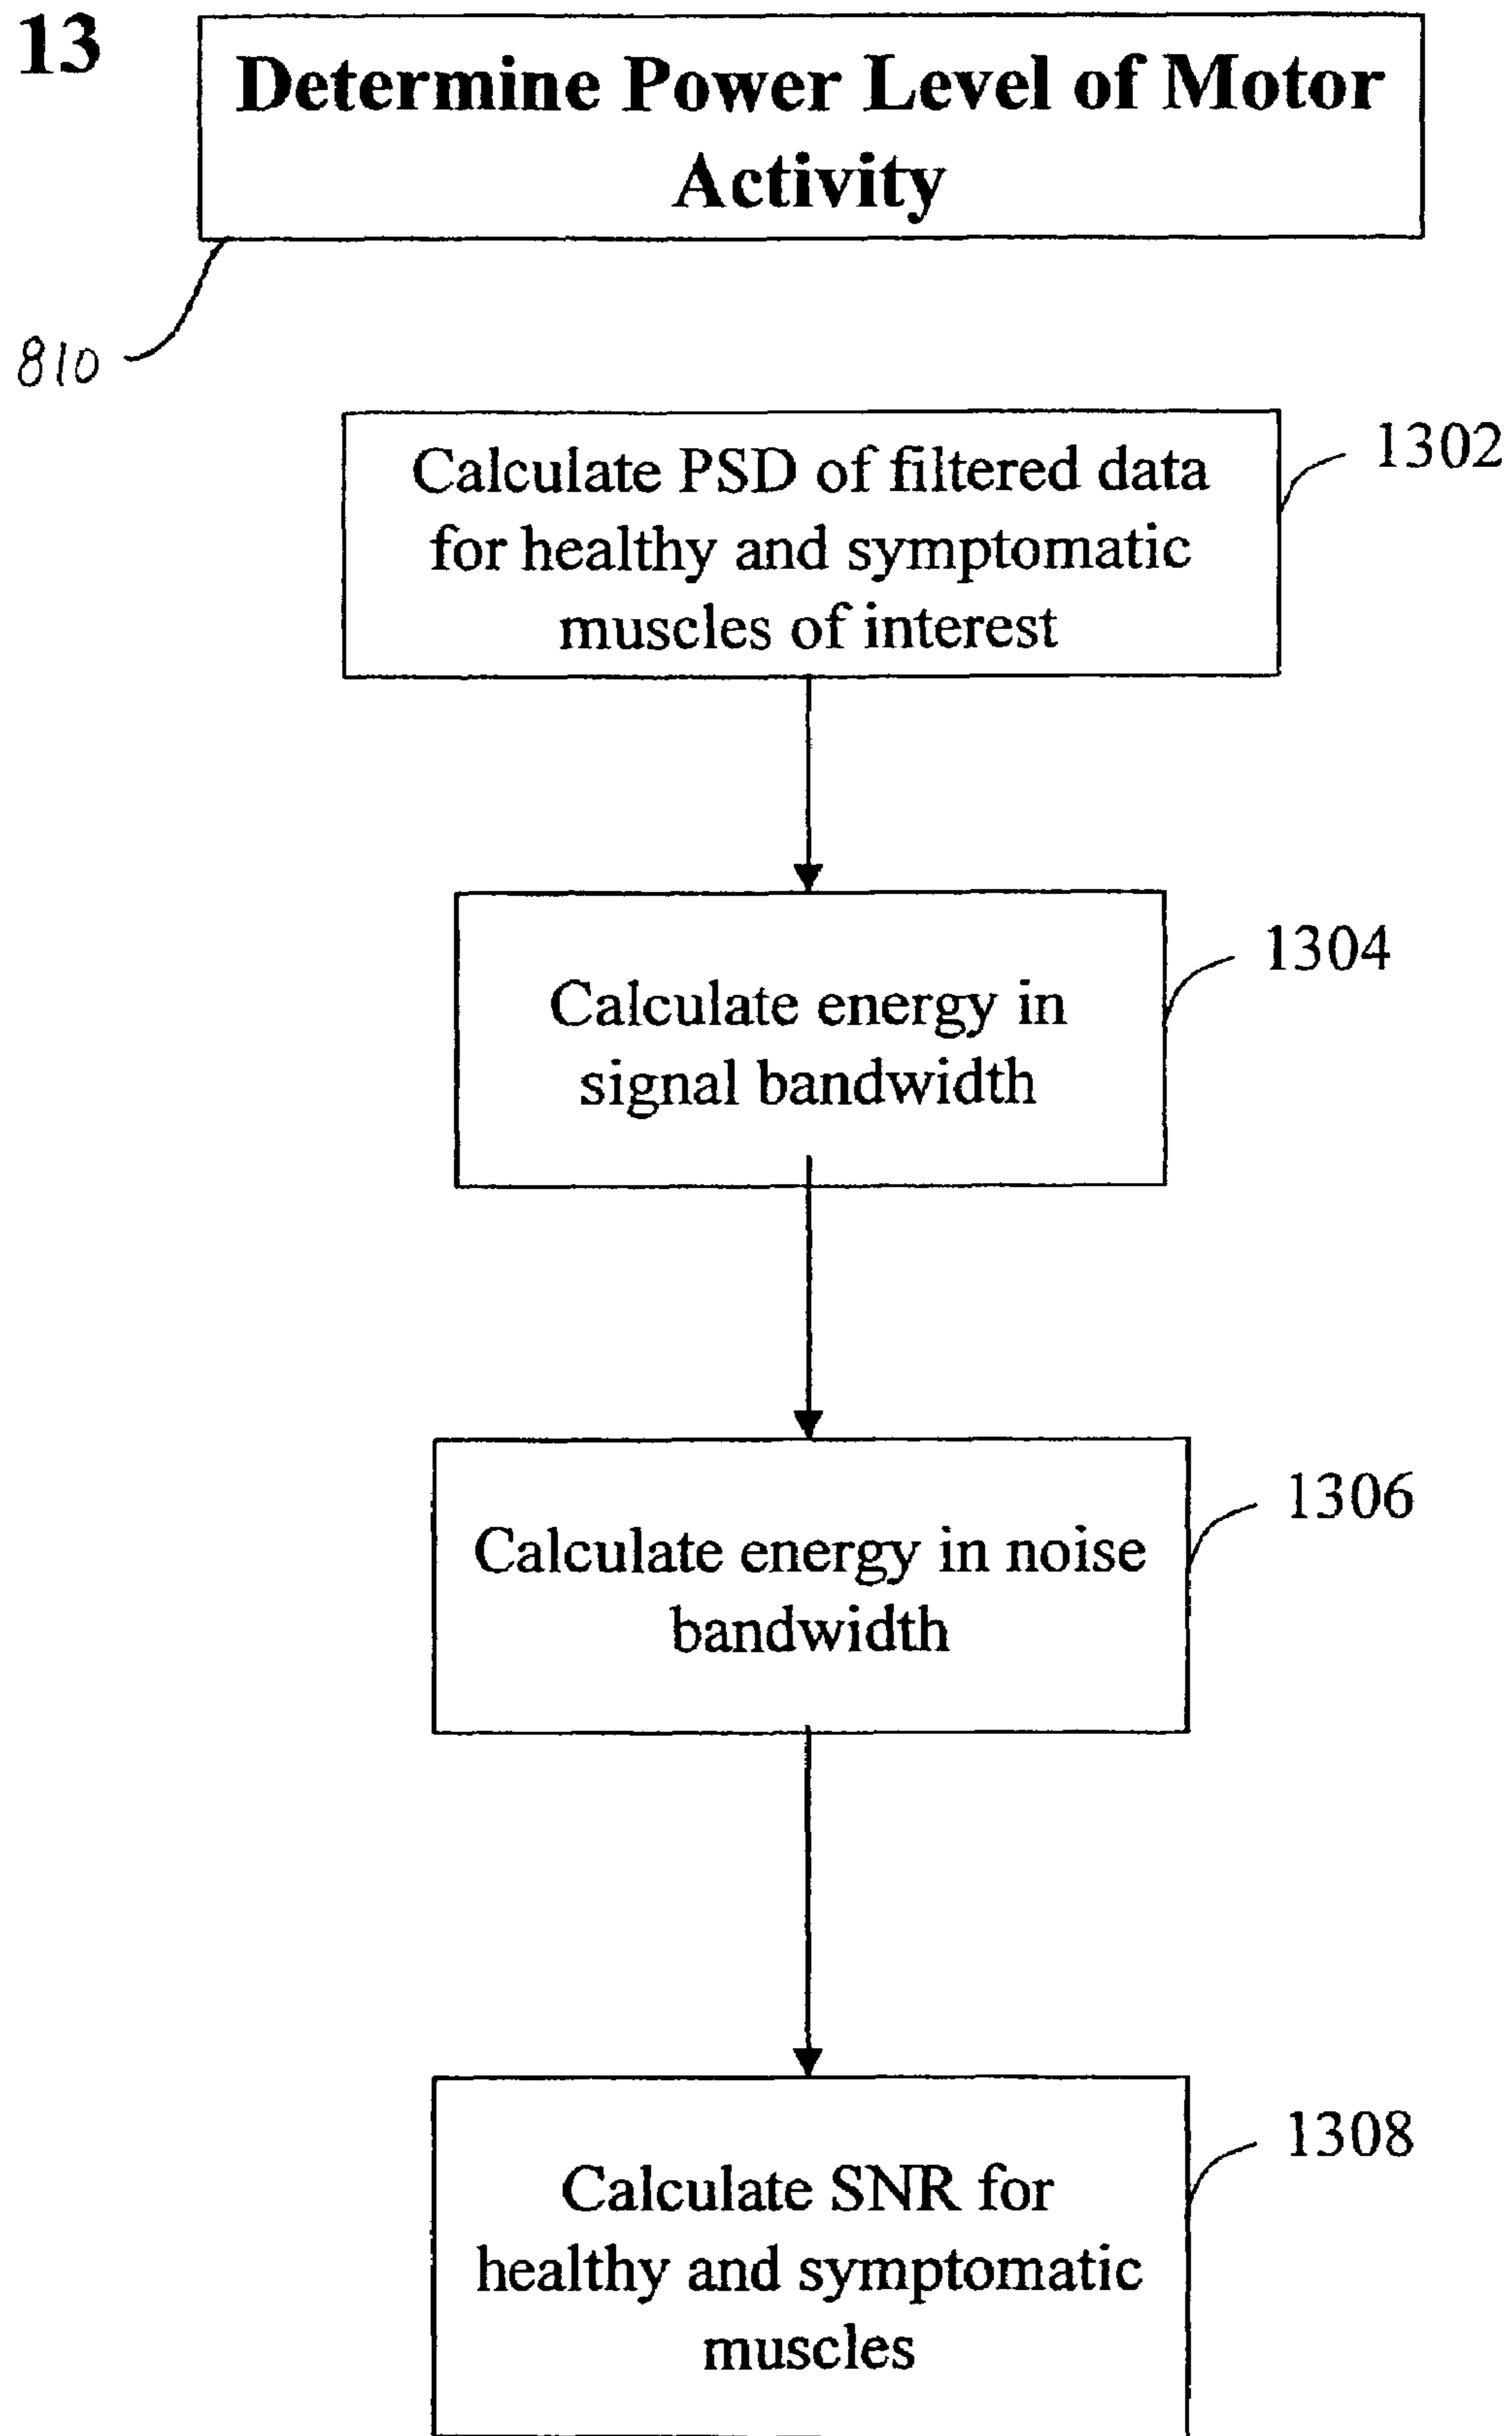 13
Determine Power Level of Motor
Activity
810
Calculate PSD of filtered data
for healthy and symptomatic
muscles of interest
1302
Calculate energy in
signal bandwidth
1304
Calculate energy in noise
bandwidth
1306
Calculate SNR for
healthy and symptomatic
muscles
1308